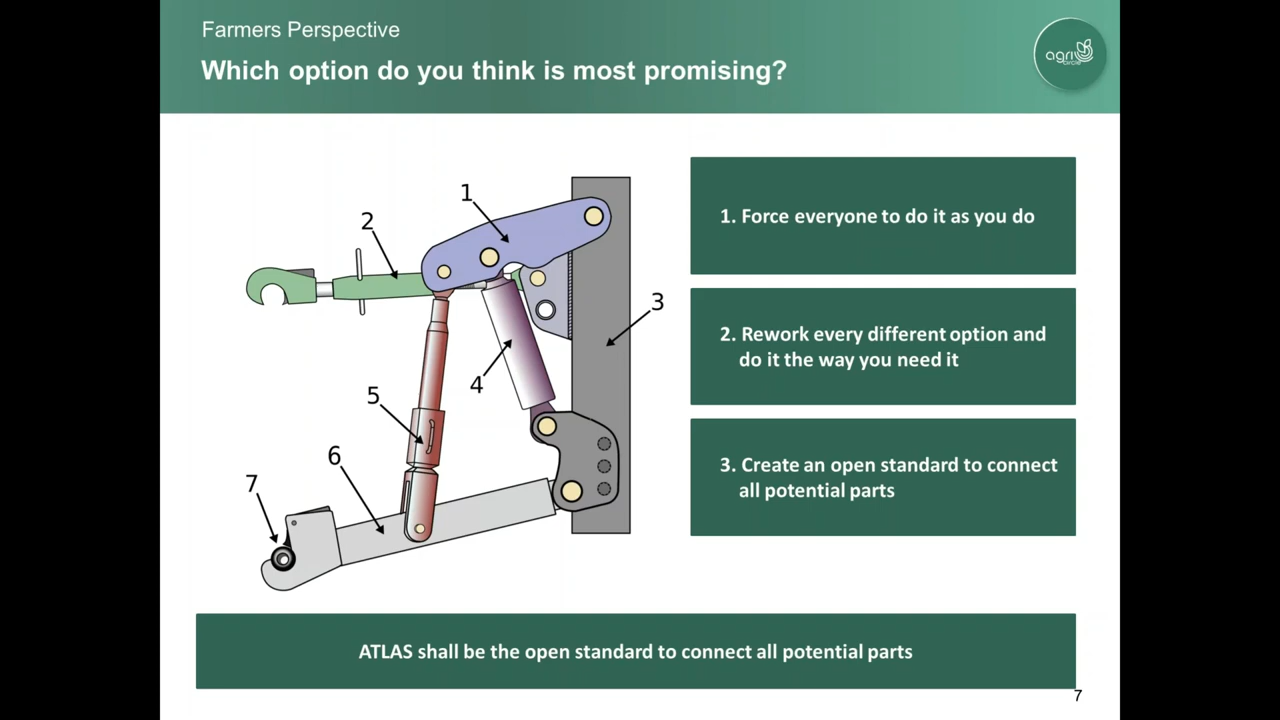 Farmers Perspective
Which option do you think is most promising?
agri
circle
1
2
3
4
5
6
7
1. Force everyone to do it as you do
2. Rework every different option and
do it the way you need it
3. Create an open standard to connect
all potential parts
ATLAS shall be the open standard to connect all potential parts
7